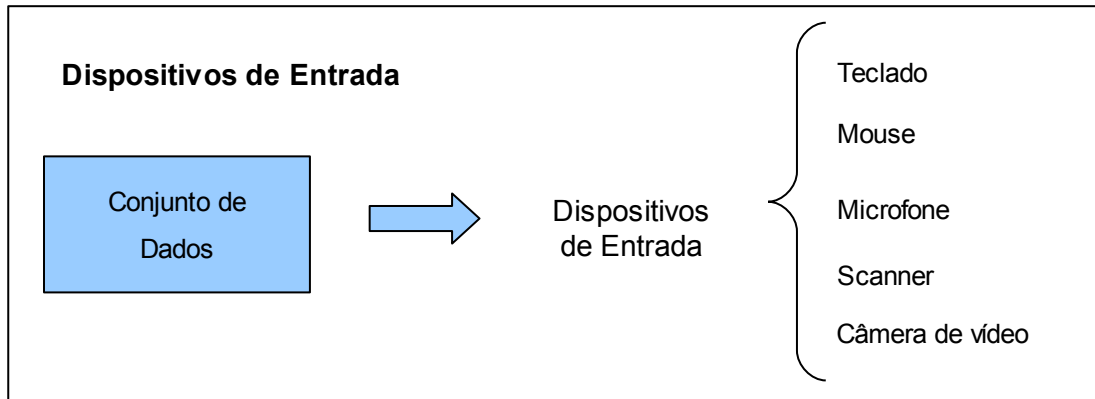 Dispositivos de Entrada
Conjunto de
Dados
Dispositivos
de Entrada
Teclado
Mouse
Microfone
Scanner
Câmera de vídeo